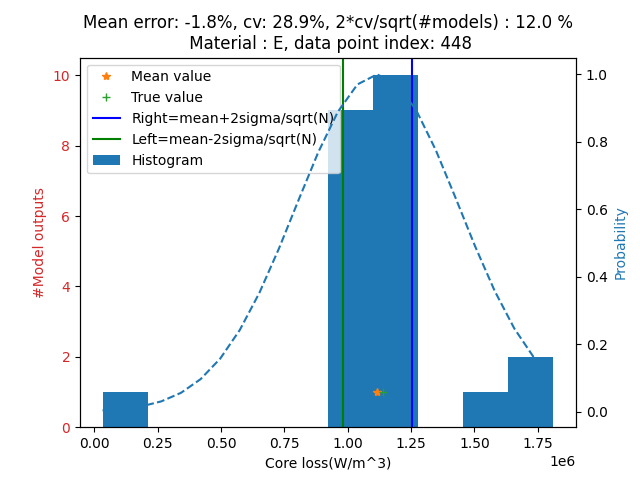 Mean error: -1.8%, cv: 28.9%, 2*cv/sqrt(#models) : 12.0 %
Material : E, data point index: 448
Mean value
True value
Right=mean+2sigma/sqrt(N)
Left=mean-2sigma/sqrt(N)
Histogram
#Model outputs
10
8
6
4
2
0
1.0
0.8
0.6
0.4
0.2
0.0
Probability
0.00 0.25 0.50 0.75 1.00 1.25 1.50 1.75
1e6
Core loss(W/m^3)